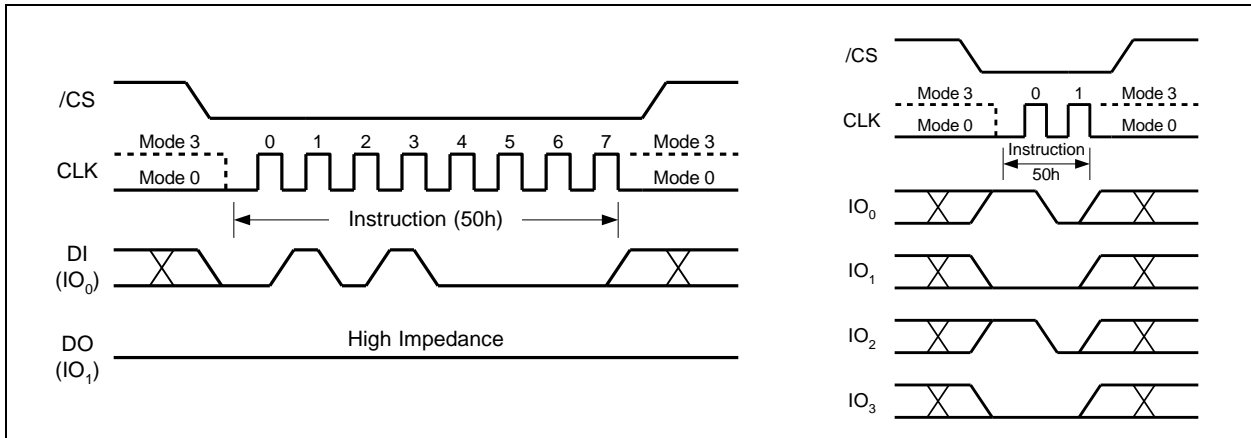 /CS
Mode 3 0 1 2 3 4 5 6 7 Mode 3
CLK
Mode 0 Mode 0
Instruction (50h)
DI
(IO0)
High Impedance
DO
(IO1)
/CS
Mode 3 0 1 Mode 3
CLK
Mode 0 Mode 0
Instruction
50h
IO0
IO1
IO2
IO3